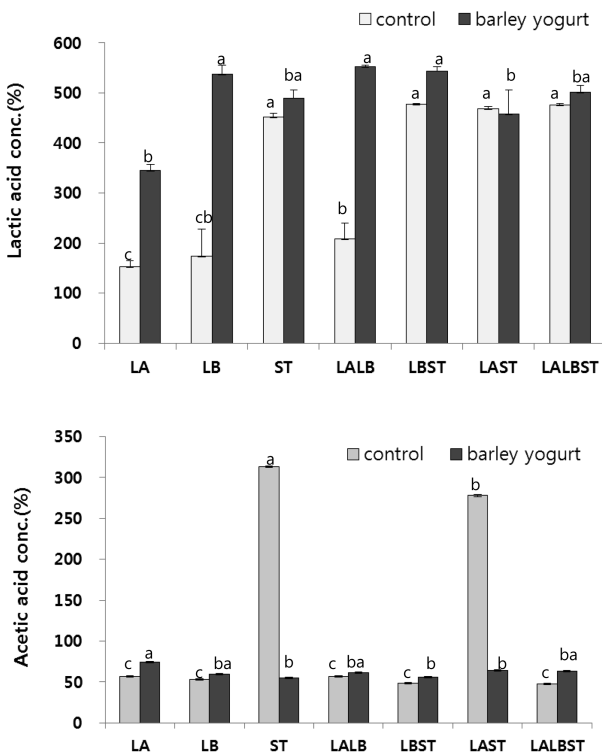 control barley yogurt
Lactic acid conc.(%)
600
500
400
300
200
100
0
a
a
a
ba
b
ba
b
a
a
a
a
cb
b
c
LA LB ST LALB LBST LAST LALBST
control barley yogurt
Acetic acid conc.(%)
350
300
250
200
150
100
50
0
a
b
c a c ba b c ba c b b c ba
LA LB ST LALB LBST LAST LALBST